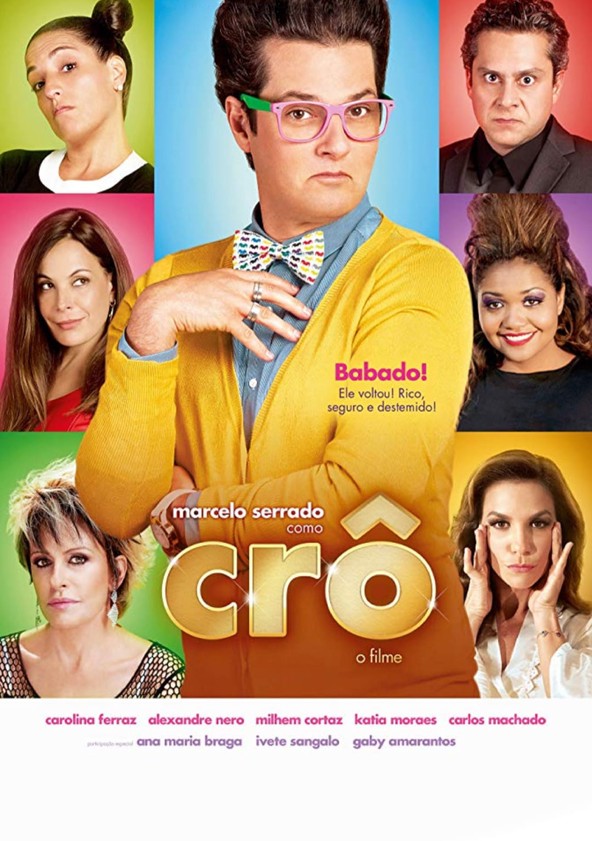 Babado!
Ele voltou! Rico,
seguro e destemido!
marcelo serrado
como
crô
o filme
carolina ferraz alexandre nero milhem cortaz katia moraes carlos machado
participação especial ana maria braga ivete sangalo gaby amarantos